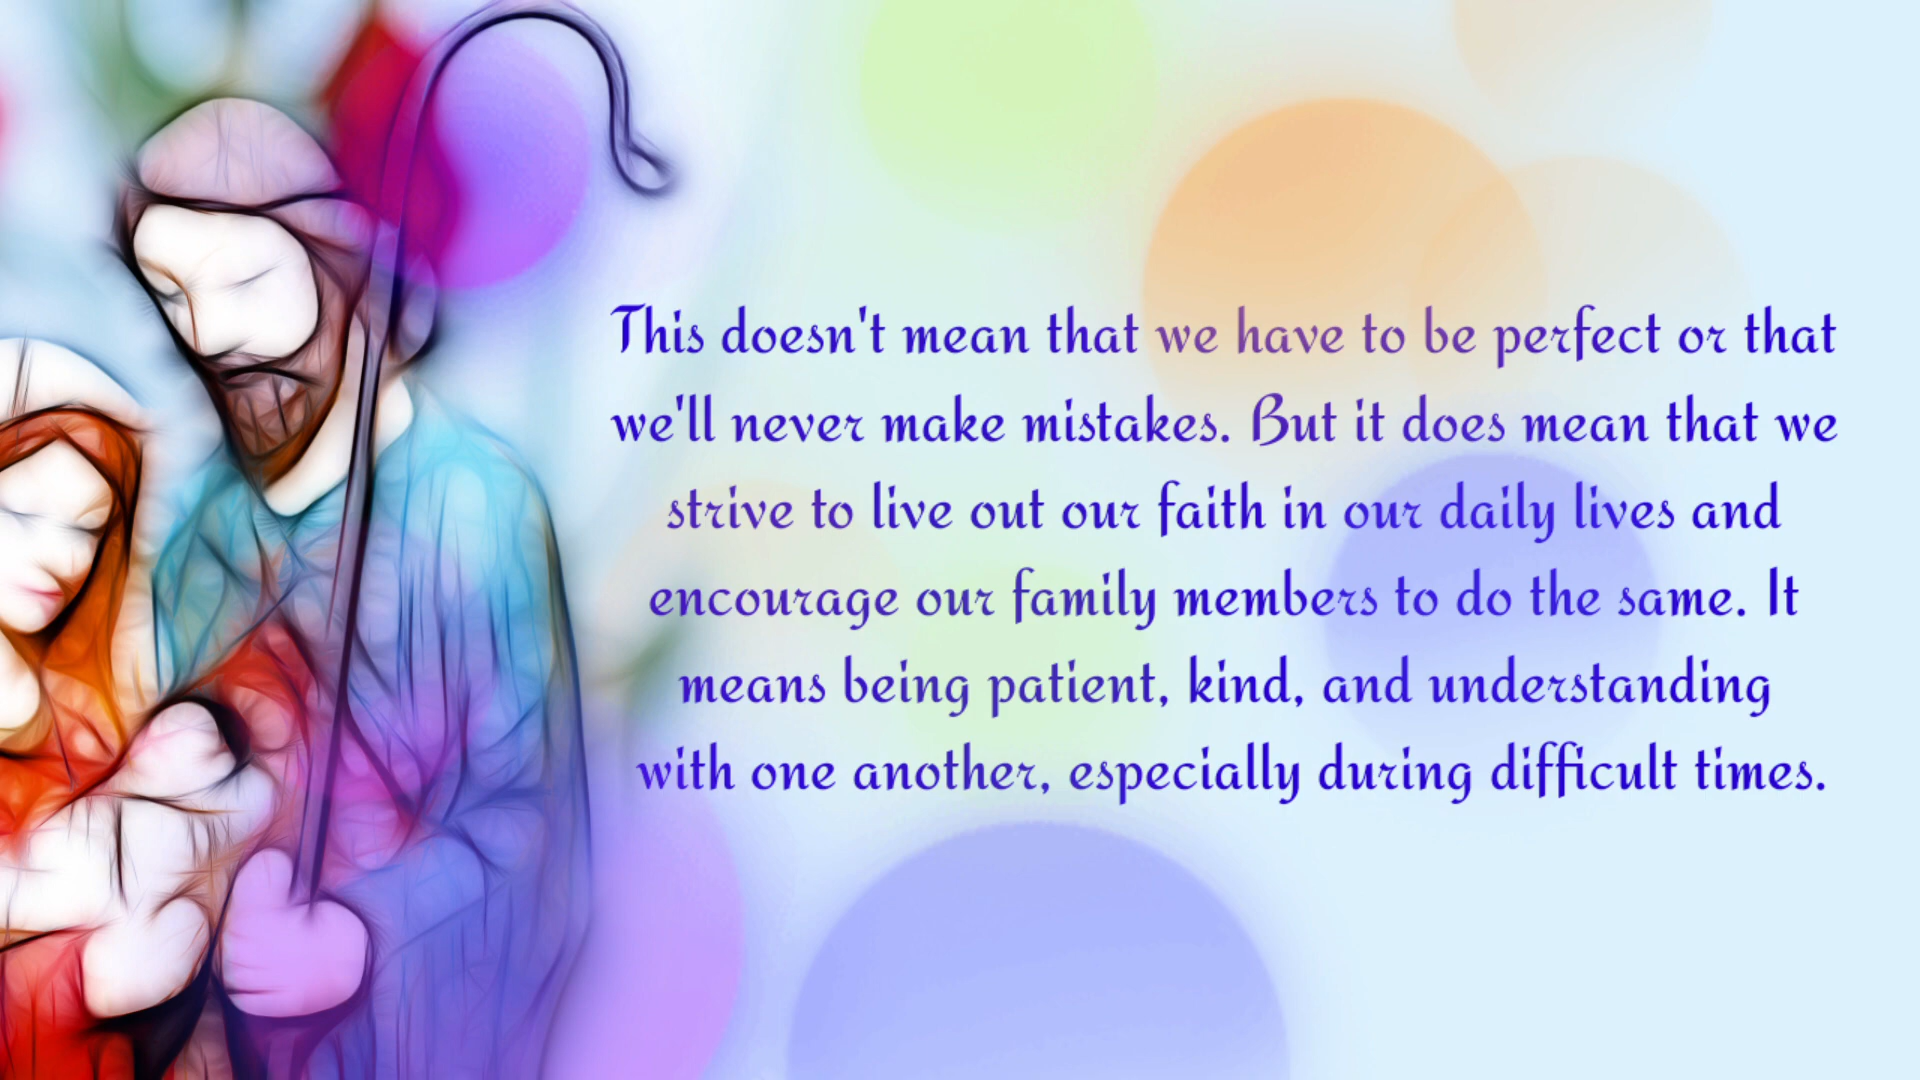 This doesn't mean that we have to be perfect or that
we'll never make mistakes. But it does mean that we
strive to live out our faith in our daily lives and
encourage our family members to do the same. It
means being patient, kind, and understanding
with one another, especially during difficult times.